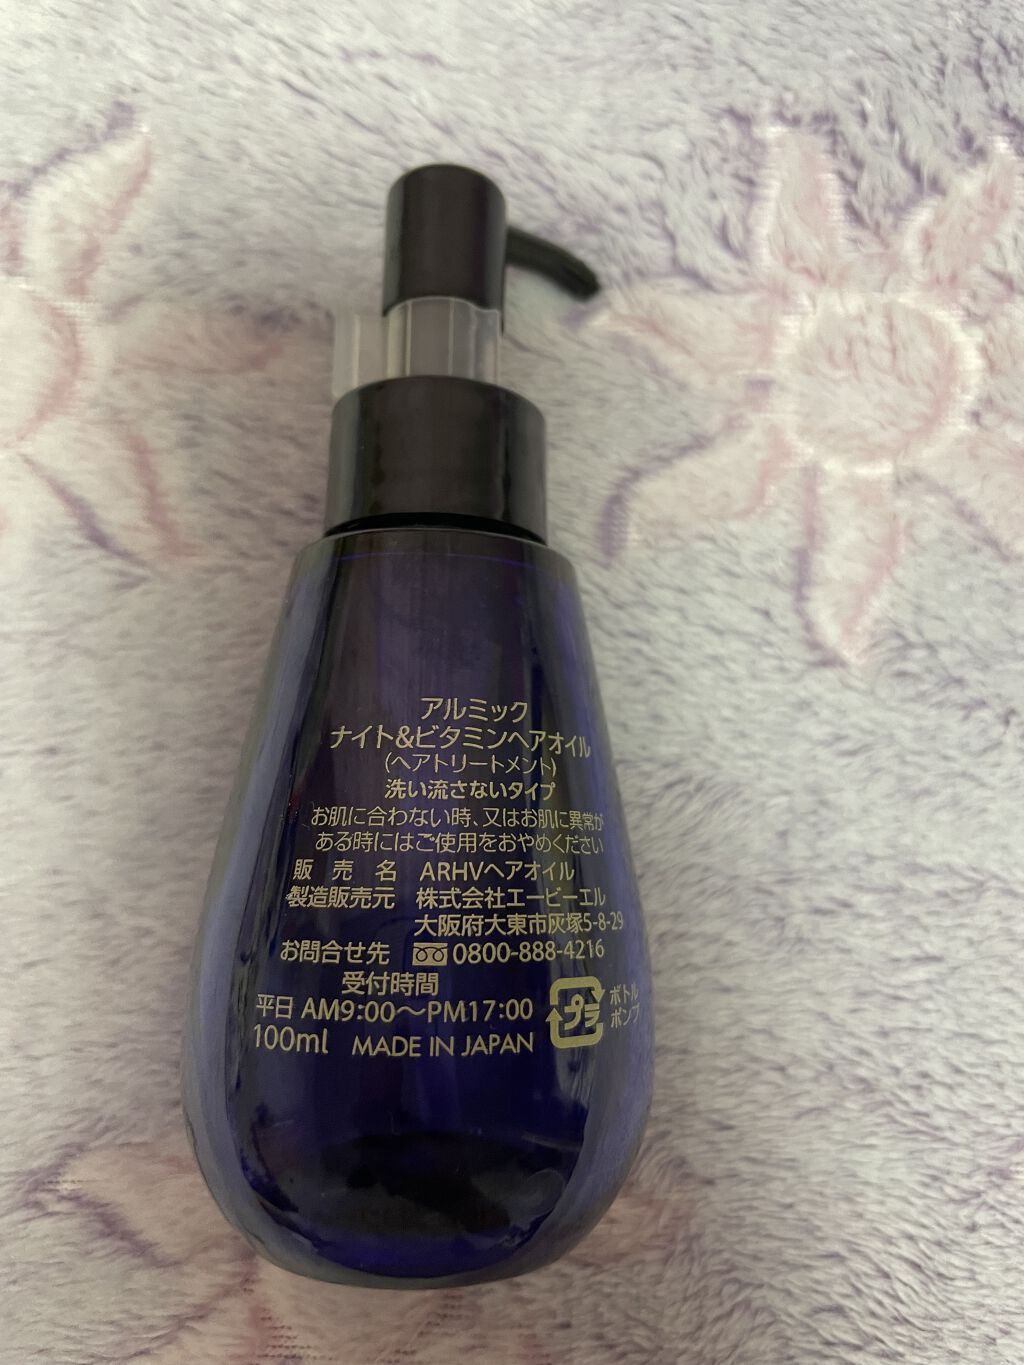 アルミック
ナイト&ビタミンヘアオイル
(ヘアトリートメント)
洗い流さないタイプ
お肌に合わない時、又はお肌に異常が
ある時にはご使用をおやめください
販売名 ARHVヘアオイル
製造販売元 株式会社エービーエル
大阪府大東市灰塚5-8-29
お問合せ先 0800-888-4216
受付時間
平日 AM9:00〜PM17:00
100ml MADE IN JAPAN
プラ
ボトル
ポンプ